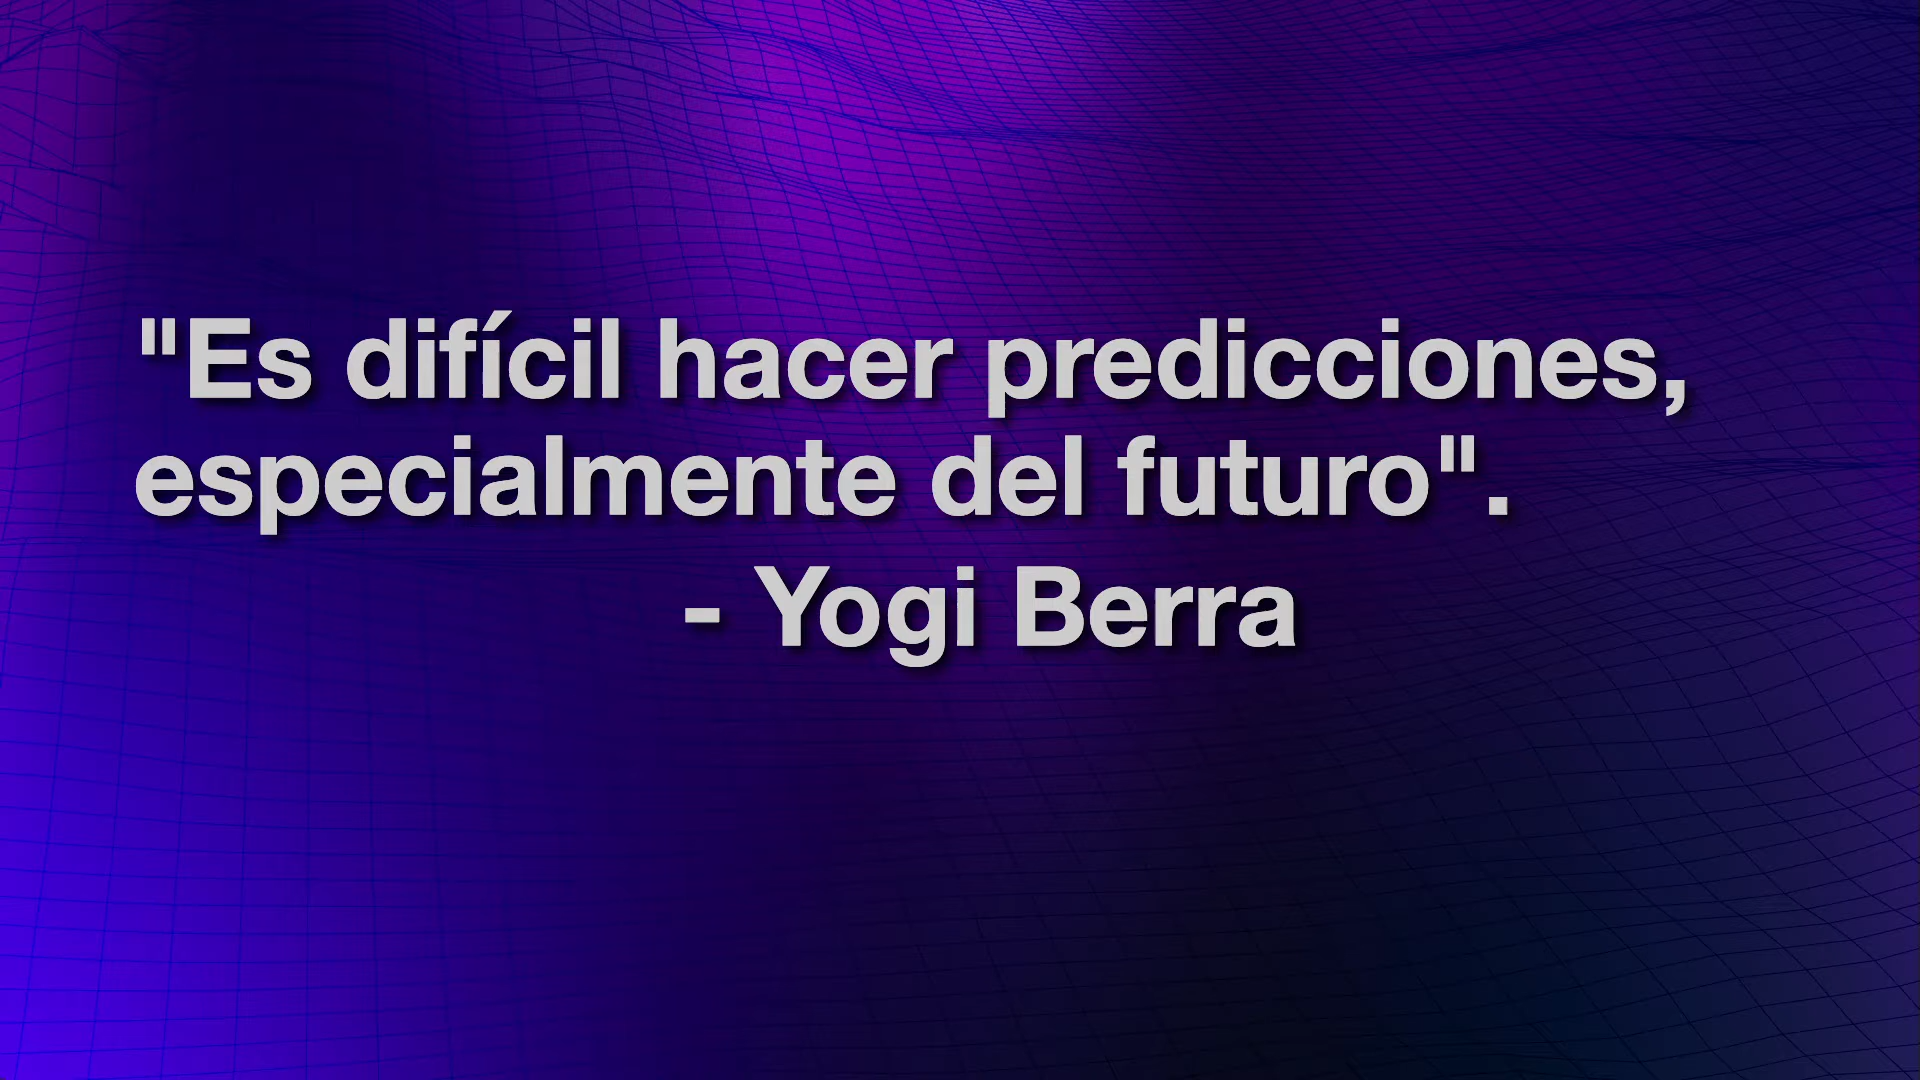 "Es difícil hacer predicciones,
especialmente del futuro".
- Yogi Berra